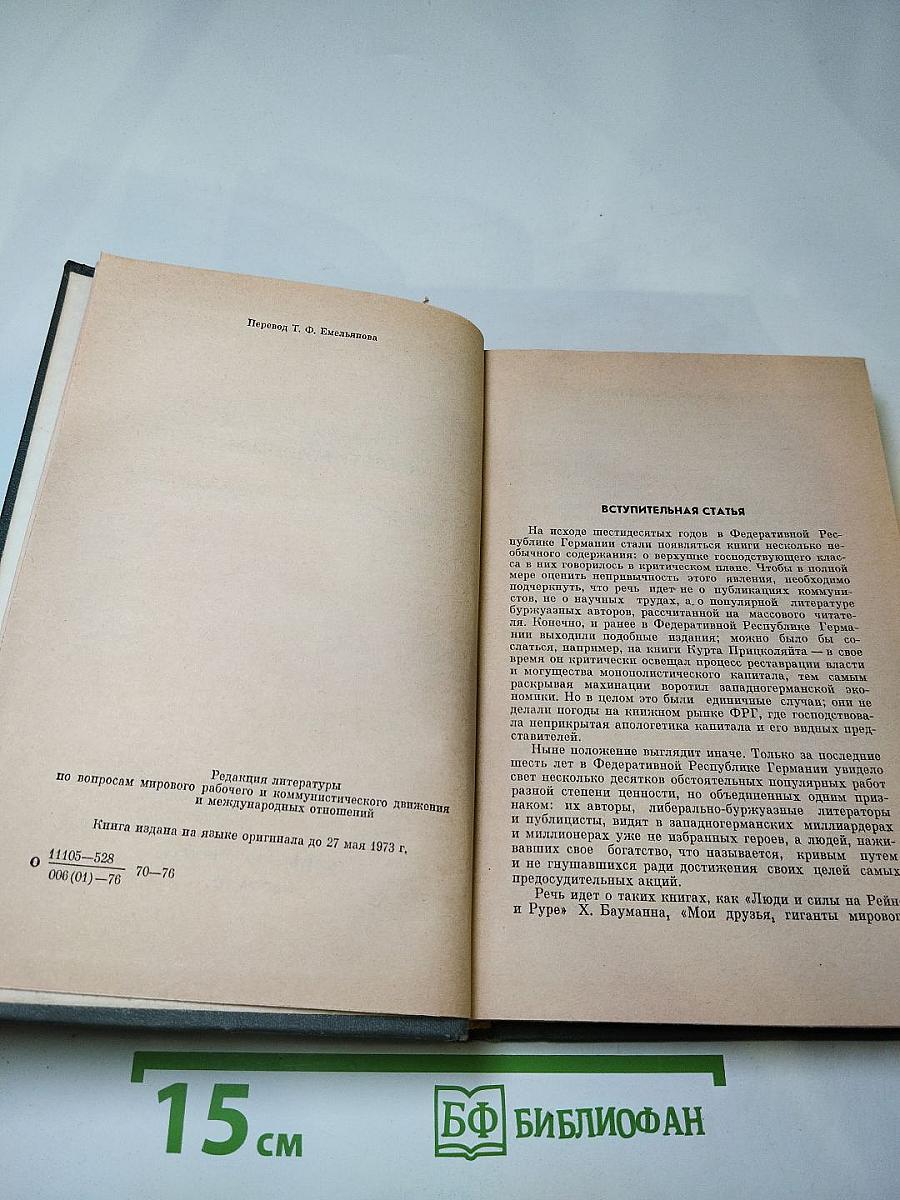 Перевод Т. Ф. Емельянова
Редакция литературы
по вопросам мирового рабочего и коммунистического движения
и международных отношений
Книга издана на языке оригинала до 27 мая 1973 г.
О 11105—528
006(01)—76 70—76
ВСТУПИТЕЛЬНАЯ СТАТЬЯ
На исходе шестидесятых годов в Федеративной Рес-
публике Германии стали появляться книги несколько не-
обычного содержания: о верхушке господствующего клас-
са в них говорилось в критическом плане. Чтобы в полной
мере оценить непривычность этого явления, необходимо
подчеркнуть, что речь идет не о публикациях коммуни-
стов, не о научных трудах, а о популярной литературе
буржуазных авторов, рассчитанной на массового читате-
ля. Конечно, и ранее в Федеративной Республике Герма-
нии выходили подобные издания; можно было бы со-
слаться, например, на книги Курта Прицколяйта — в свое
время он критически освещал процесс реставрации власти
и могущества монополистического капитала, тем самым
раскрывая махинации воротил западногерманской эко-
номики. Но в целом это были единичные случаи; они не
делали погоды на книжном рынке ФРГ, где господствова-
ла неприкрытая апологетика капитала и его видных пред-
ставителей.
Ныне положение выглядит иначе. Только за последние
шесть лет в Федеративной Республике Германии увидело
свет несколько десятков обстоятельных популярных работ
разной степени ценности, но объединенных одним приз-
наком: их авторы, либерально-буржуазные литераторы
и публицисты, видят в западногерманских миллиардерах
и миллионерах уже не избранных героев, а людей, нажи-
вавших свое богатство, что называется, кривым путем
и не гнушавшихся ради достижения своих целей самых
предосудительных акций.
Речь идет о таких книгах, как «Люди и силы на Рейне
и Руре» Х. Бауманна, «Мои друзья, гиганты мирового
15 см
БФ БИБЛИОФАН